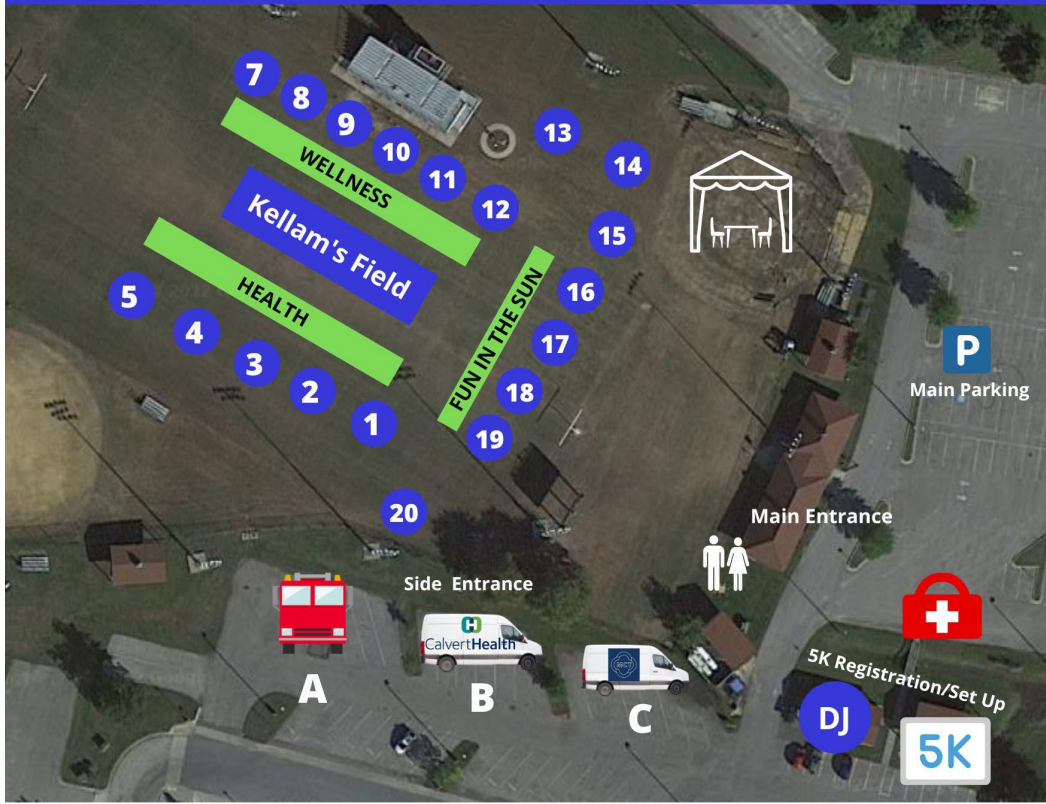 7
8
9
10
11
12
13
14
15
16
17
18
19
20
WELLNESS
Kellam's Field
HEALTH
FUN IN THE SUN
5
4
3
2
1
P
Main Parking
Main Entrance
Side Entrance
CalvertHealth
A
B
C
5K Registration/Set Up
DJ
5K